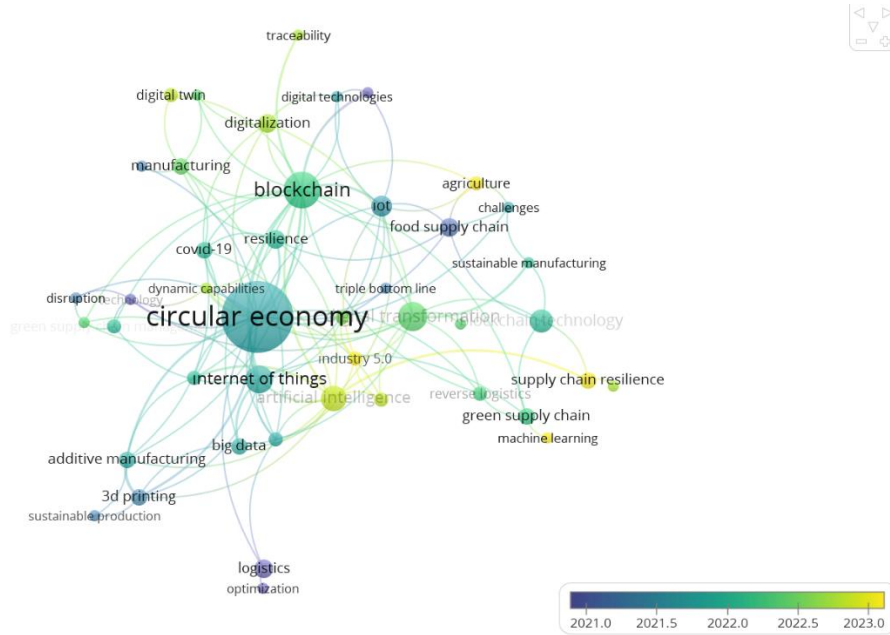 traceability
digital twin
digital technologies
digitalization
manufacturing
blockchain
agriculture
iot
challenges
food supply chain
resilience
covid-19
sustainable manufacturing
dynamic capabilities
triple bottom line
disruption
circular economy
transformation
blockchain technology
industry 5.0
internet of things
supply chain resilience
artificial intelligence
reverse logistics
green supply chain
machine learning
big data
additive manufacturing
3d printing
sustainable production
logistics
optimization
2021.0 2021.5 2022.0 2022.5 2023.0